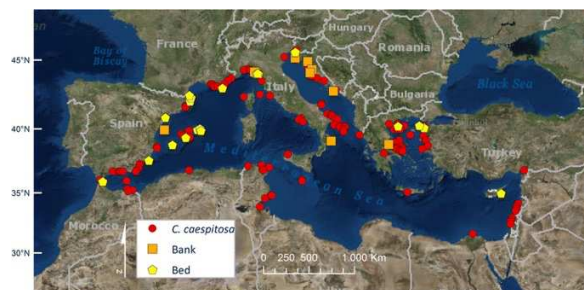 45°N
40°N
35°N
30°N
Bay of
Biscay
France
Hungary
Romania
Italy
Black Sea
Bulgaria
Spain
Turkey
Mediterranean Sea
Morocco
C. caespitosa
Bank
Bed
0
500
1 000 Km